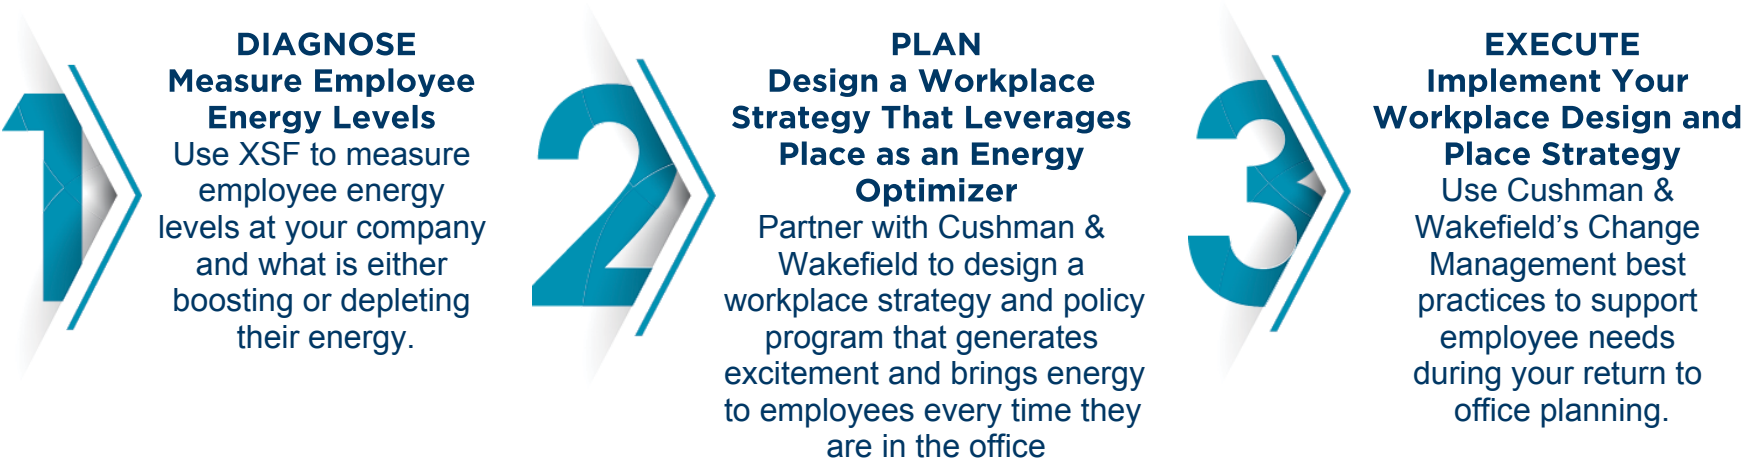 1
DIAGNOSE
Measure Employee
Energy Levels
Use XSF to measure
employee energy
levels at your company
and what is either
boosting or depleting
their energy.
2
PLAN
Design a Workplace
Strategy That Leverages
Place as an Energy
Optimizer
Partner with Cushman &
Wakefield to design a
workplace strategy and policy
program that generates
excitement and brings energy
to employees every time they
are in the office
3
EXECUTE
Implement Your
Workplace Design and
Place Strategy
Use Cushman &
Wakefield’s Change
Management best
practices to support
employee needs
during your return to
office planning.